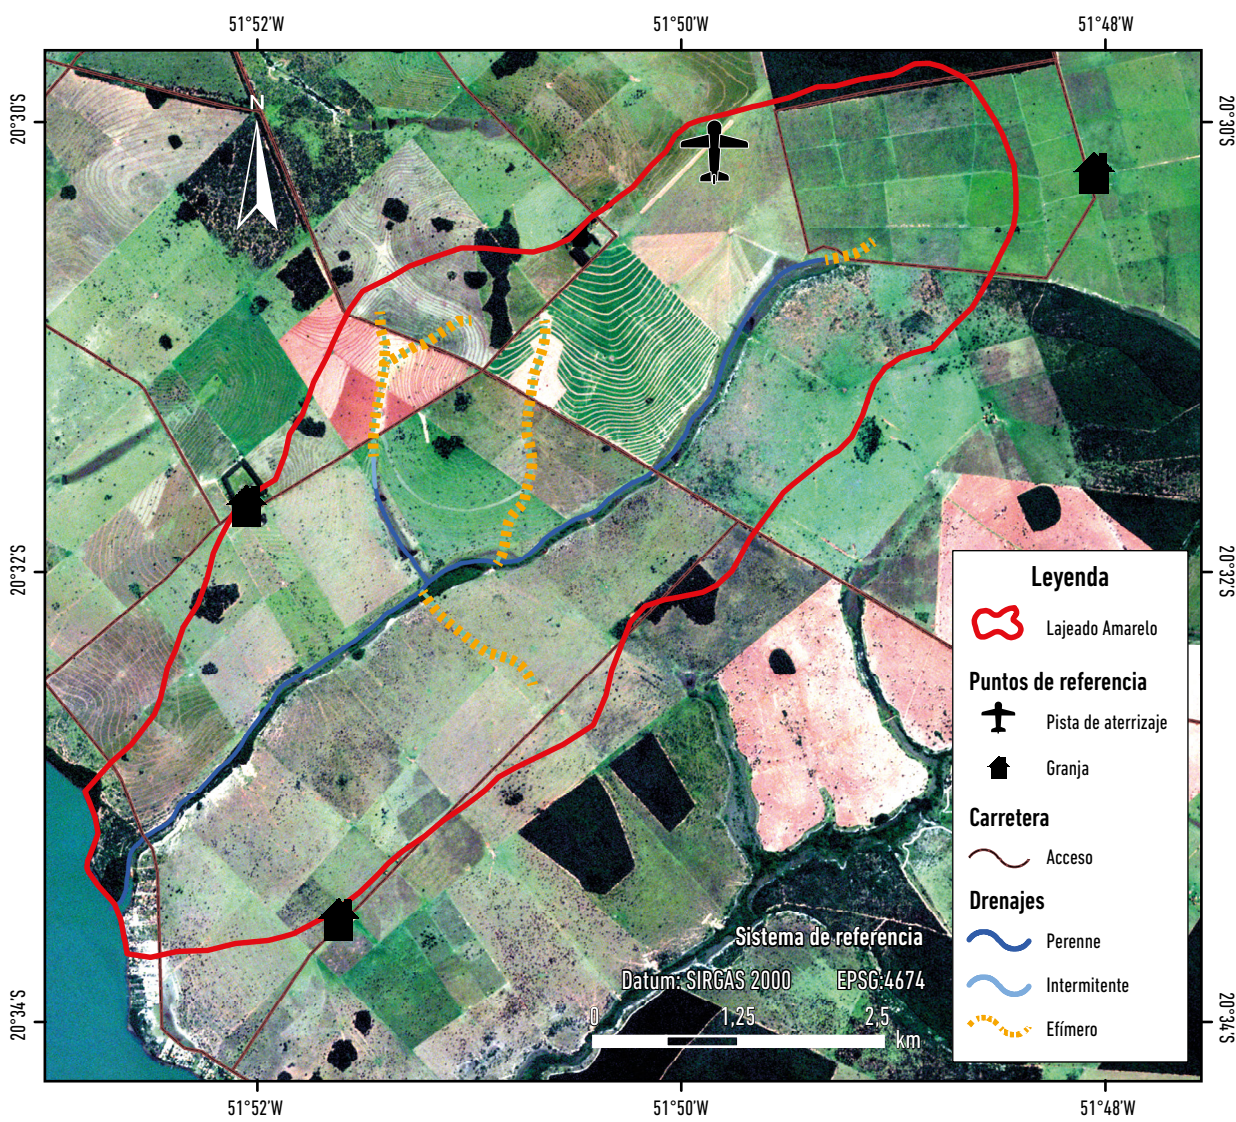 51°52'W
51°50'W
51°48'W
20°30'S
20°30'S
N
20°32'S
20°32'S
Leyenda
Lajeado Amarelo
Puntos de referencia
Pista de aterrizaje
Granja
Carretera
Acceso
Drenajes
Perenne
Intermitente
Efímero
Sistema de referencia
Datum: SIRGAS 2000 EPSG:4674
0 1,25 2,5
km
20°34'S
20°34'S
51°52'W
51°50'W
51°48'W